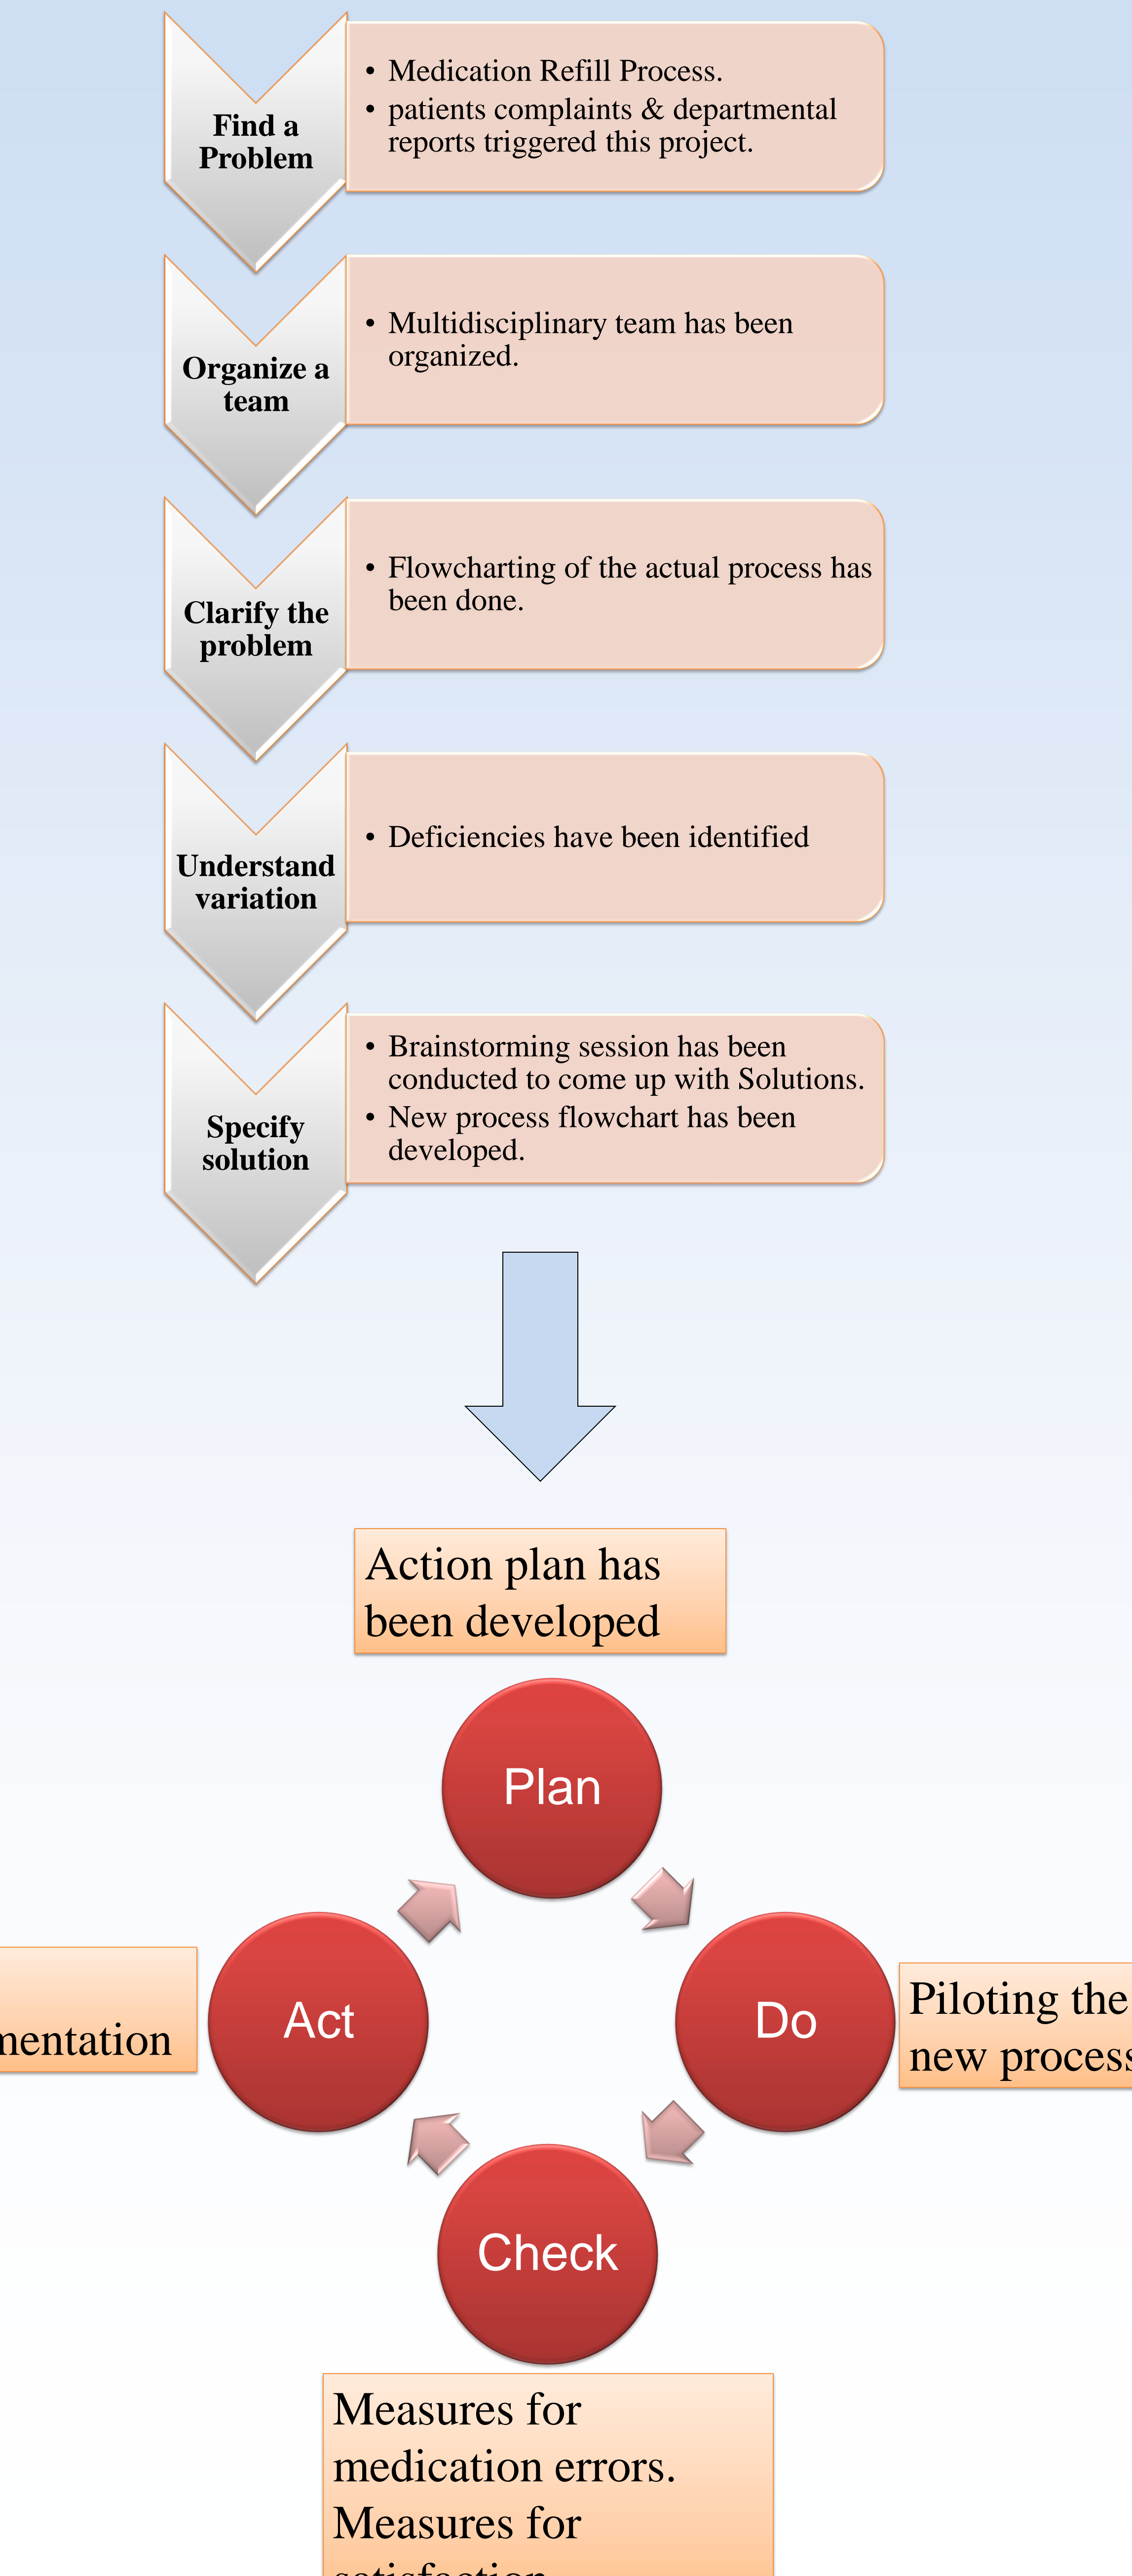 Find a
Problem
• Medication Refill Process.
• patients complaints & departmental
reports triggered this project.
Organize a
team
• Multidisciplinary team has been
organized.
Clarify the
problem
• Flowcharting of the actual process has
been done.
Understand
variation
• Deficiencies have been identified
Specify
solution
• Brainstorming session has been
conducted to come up with Solutions.
• New process flowchart has been
developed.
Action plan has
been developed
Plan
Act
Do
mentation
Piloting the
new process
Check
Measures for
medication errors.
Measures for
satisfaction